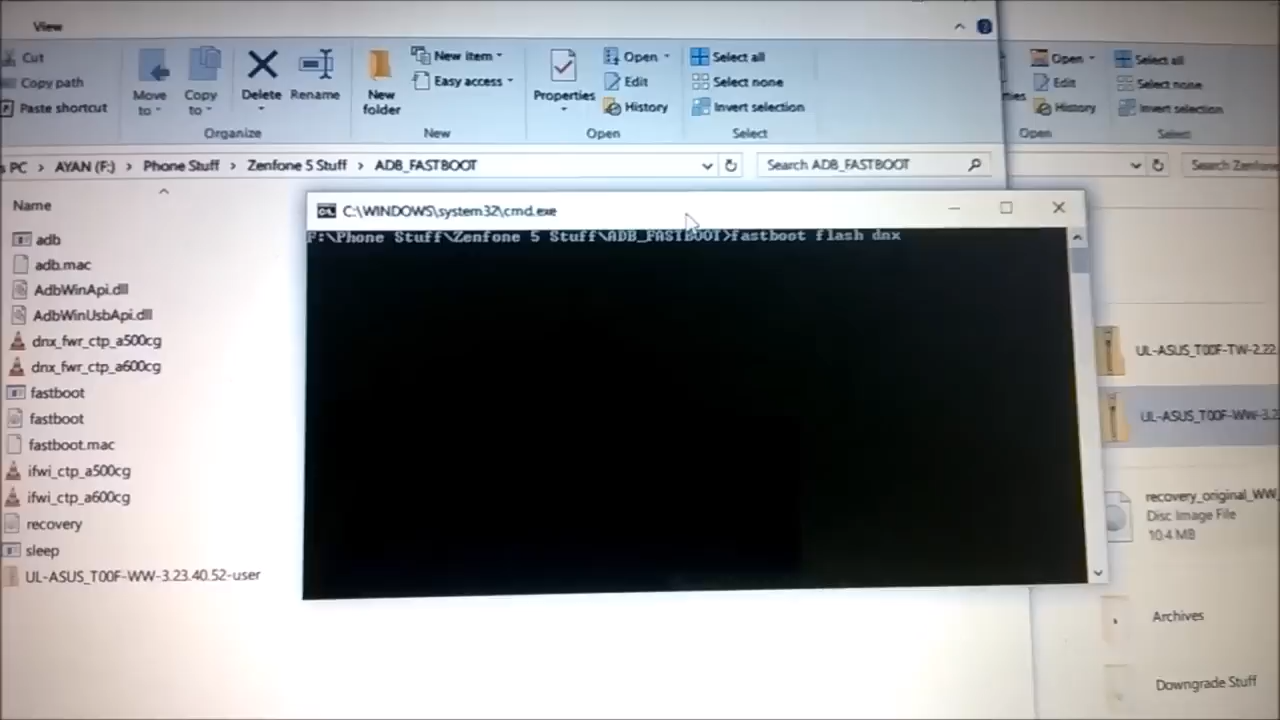 View
Cut
Copy path
Paste shortcut
Move to
Copy to
Delete
Rename
Organize
New folder
New item
Easy access
New
Properties
Open
Edit
History
Open
Select all
Select none
Invert selection
Select
Open
Edit
History
Open
Select all
Select none
Invert selection
Select
PC > AYAN (F:) > Phone Stuff > Zenfone 5 Stuff > ADB_FASTBOOT
Search ADB_FASTBOOT
Search Zenfone
Name
adb
adb.mac
AdbWinApi.dll
AdbWinUsbApi.dll
dnx_fwr_ctp_a500cg
dnx_fwr_ctp_a600cg
fastboot
fastboot
fastboot.mac
ifwi_ctp_a500cg
ifwi_ctp_a600cg
recovery
sleep
UL-ASUS_T00F-WW-3.23.40.52-user
C:\WINDOWS\system32\cmd.exe
F:\Phone Stuff\Zenfone 5 Stuff\ADB_FASTBOOT>fastboot flash dnx
UL-ASUS_T00F-TW-2.22
UL-ASUS_T00F-WW-3.2
recovery_original_WW
Disc Image File
10.4 MB
Archives
Downgrade Stuff